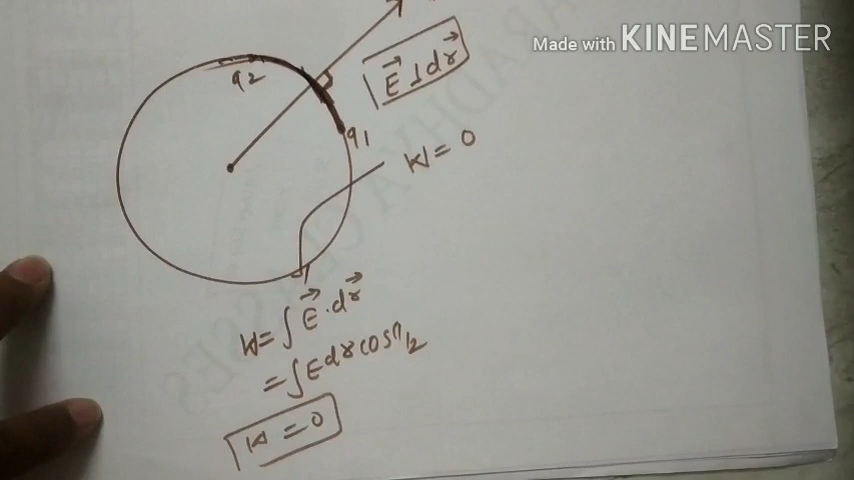 Made with KINEMASTER
q2
E⃗ ⊥ dr⃗
q1
W = 0
W = ∫ E⃗ . dr⃗
= ∫ E dr cos π/2
W = 0